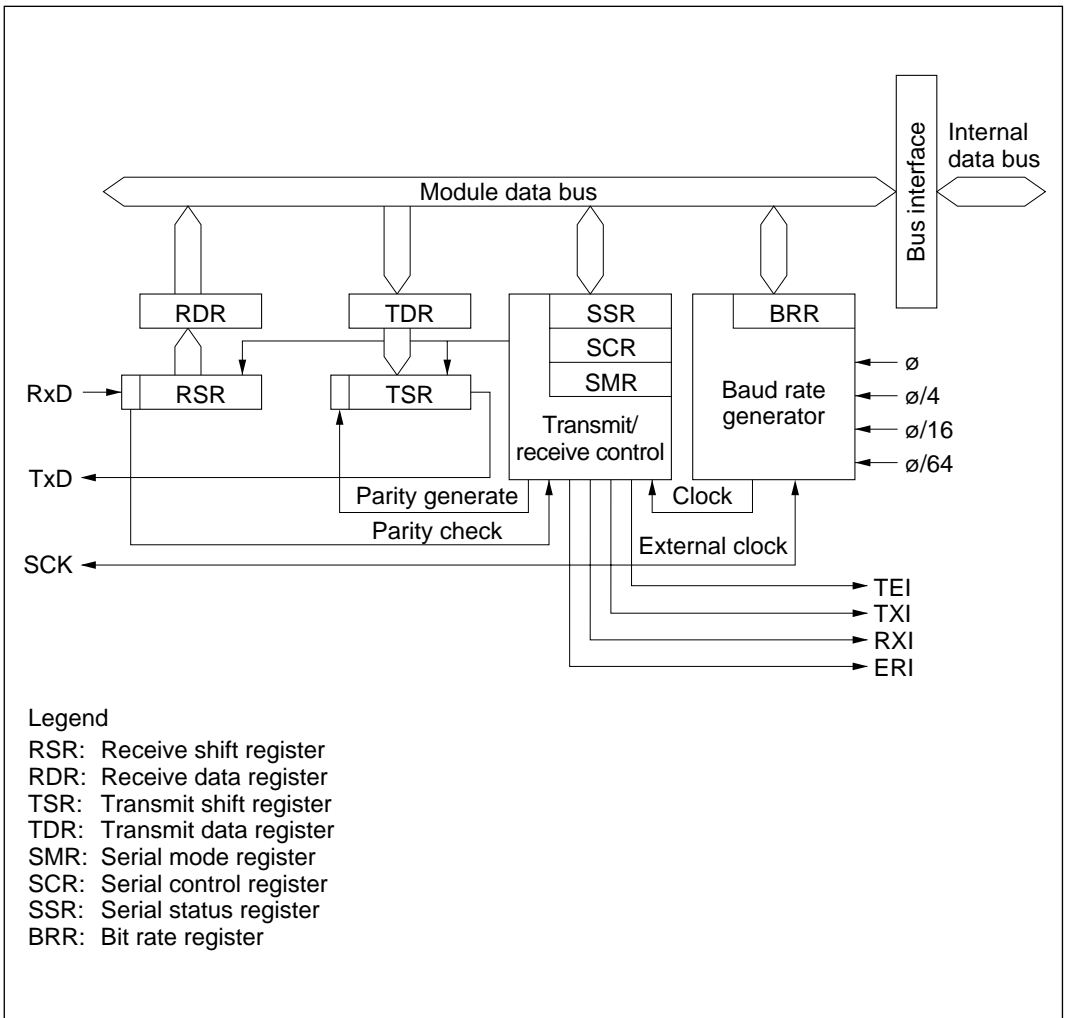 Internal
data bus
Bus interface
Module data bus
RDR
TDR
SSR
BRR
SCR
RxD
RSR
TSR
SMR
Baud rate
generator
ø
ø/4
ø/16
ø/64
Transmit/
receive control
TxD
Parity generate
Clock
Parity check
External clock
SCK
TEI
TXI
RXI
ERI
Legend
RSR: Receive shift register
RDR: Receive data register
TSR: Transmit shift register
TDR: Transmit data register
SMR: Serial mode register
SCR: Serial control register
SSR: Serial status register
BRR: Bit rate register